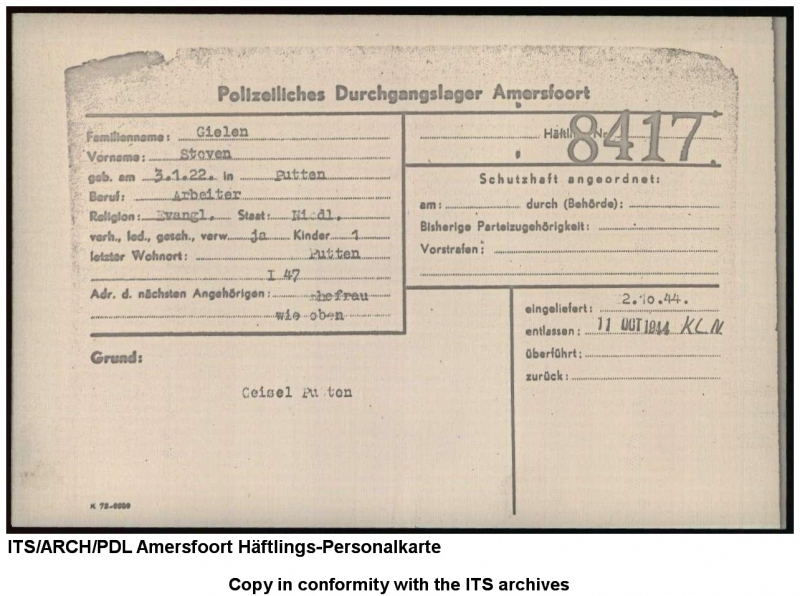 Polizeiliches Durchgangslager Amersfoort
Familienname: Gielen
Vorname: Steven
geb. am 3.1.22. in Putten
Beruf: Arbeiter
Religion: Evangl. Staat: Niedl.
verh., led., gesch., verw. ja Kinder 1
letzter Wohnort: Putten
I 47
Adr. d. nächsten Angehörigen: Ehefrau
wie oben
Häftl. Nr. 8417
Schutzhaft angeordnet:
am: durch (Behörde):
Bisherige Parteizugehörigkeit:
Vorstrafen:
eingeliefert: 2.10.44.
entlassen: 11 OCT 1944 KL.N.
überführt:
zurück:
Grund:
Geisel Putten
ITS/ARCH/PDL Amersfoort Häftlings-Personalkarte
Copy in conformity with the ITS archives